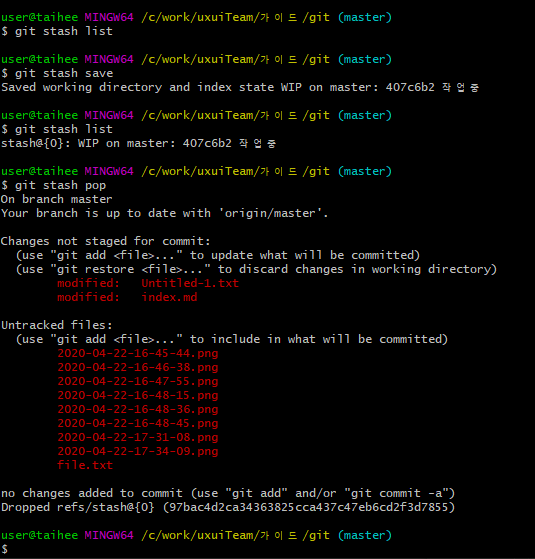 user@taihee MINGW64 /c/work/uxuiTeam/가이드/git (master)
$ git stash list
user@taihee MINGW64 /c/work/uxuiTeam/가이드/git (master)
$ git stash save
Saved working directory and index state WIP on master: 407c6b2 작업중
user@taihee MINGW64 /c/work/uxuiTeam/가이드/git (master)
$ git stash list
stash@{0}: WIP on master: 407c6b2 작업중
user@taihee MINGW64 /c/work/uxuiTeam/가이드/git (master)
$ git stash pop
On branch master
Your branch is up to date with 'origin/master'.
Changes not staged for commit:
(use "git add <file>..." to update what will be committed)
(use "git restore <file>..." to discard changes in working directory)
modified: Untitled-1.txt
modified: index.md
Untracked files:
(use "git add <file>..." to include in what will be committed)
2020-04-22-16-45-44.png
2020-04-22-16-46-38.png
2020-04-22-16-47-55.png
2020-04-22-16-48-15.png
2020-04-22-16-48-36.png
2020-04-22-16-48-45.png
2020-04-22-17-31-08.png
2020-04-22-17-34-09.png
file.txt
no changes added to commit (use "git add" and/or "git commit -a")
Dropped refs/stash@{0} (97bac4d2ca34363825cca437c47eb6cd2f3d7855)
user@taihee MINGW64 /c/work/uxuiTeam/가이드/git (master)
$